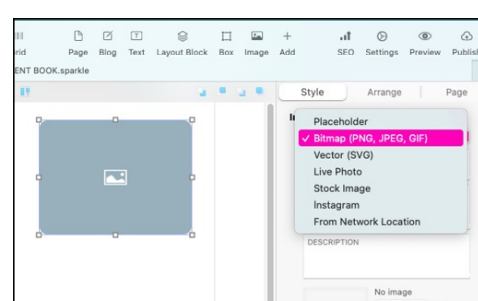 rid Page Blog Text Layout Block Box Image Add SEO Settings Preview Publis
ENT BOOK.sparkle
Style Arrange Page
Placeholder
✓ Bitmap (PNG, JPEG, GIF)
Vector (SVG)
Live Photo
Stock Image
Instagram
From Network Location
DESCRIPTION
No image